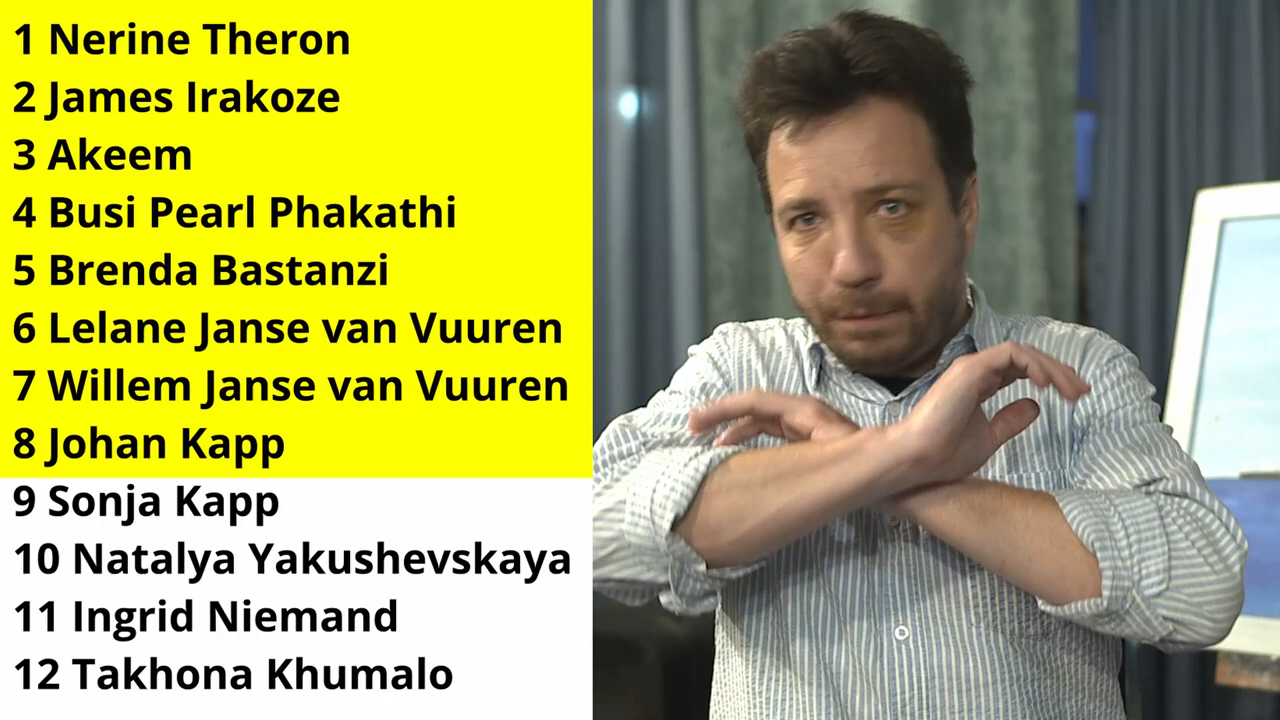 1 Nerine Theron
2 James Irakoze
3 Akeem
4 Busi Pearl Phakathi
5 Brenda Bastanzi
6 Lelane Janse van Vuuren
7 Willem Janse van Vuuren
8 Johan Kapp
9 Sonja Kapp
10 Natalya Yakushevskaya
11 Ingrid Niemand
12 Takhona Khumalo